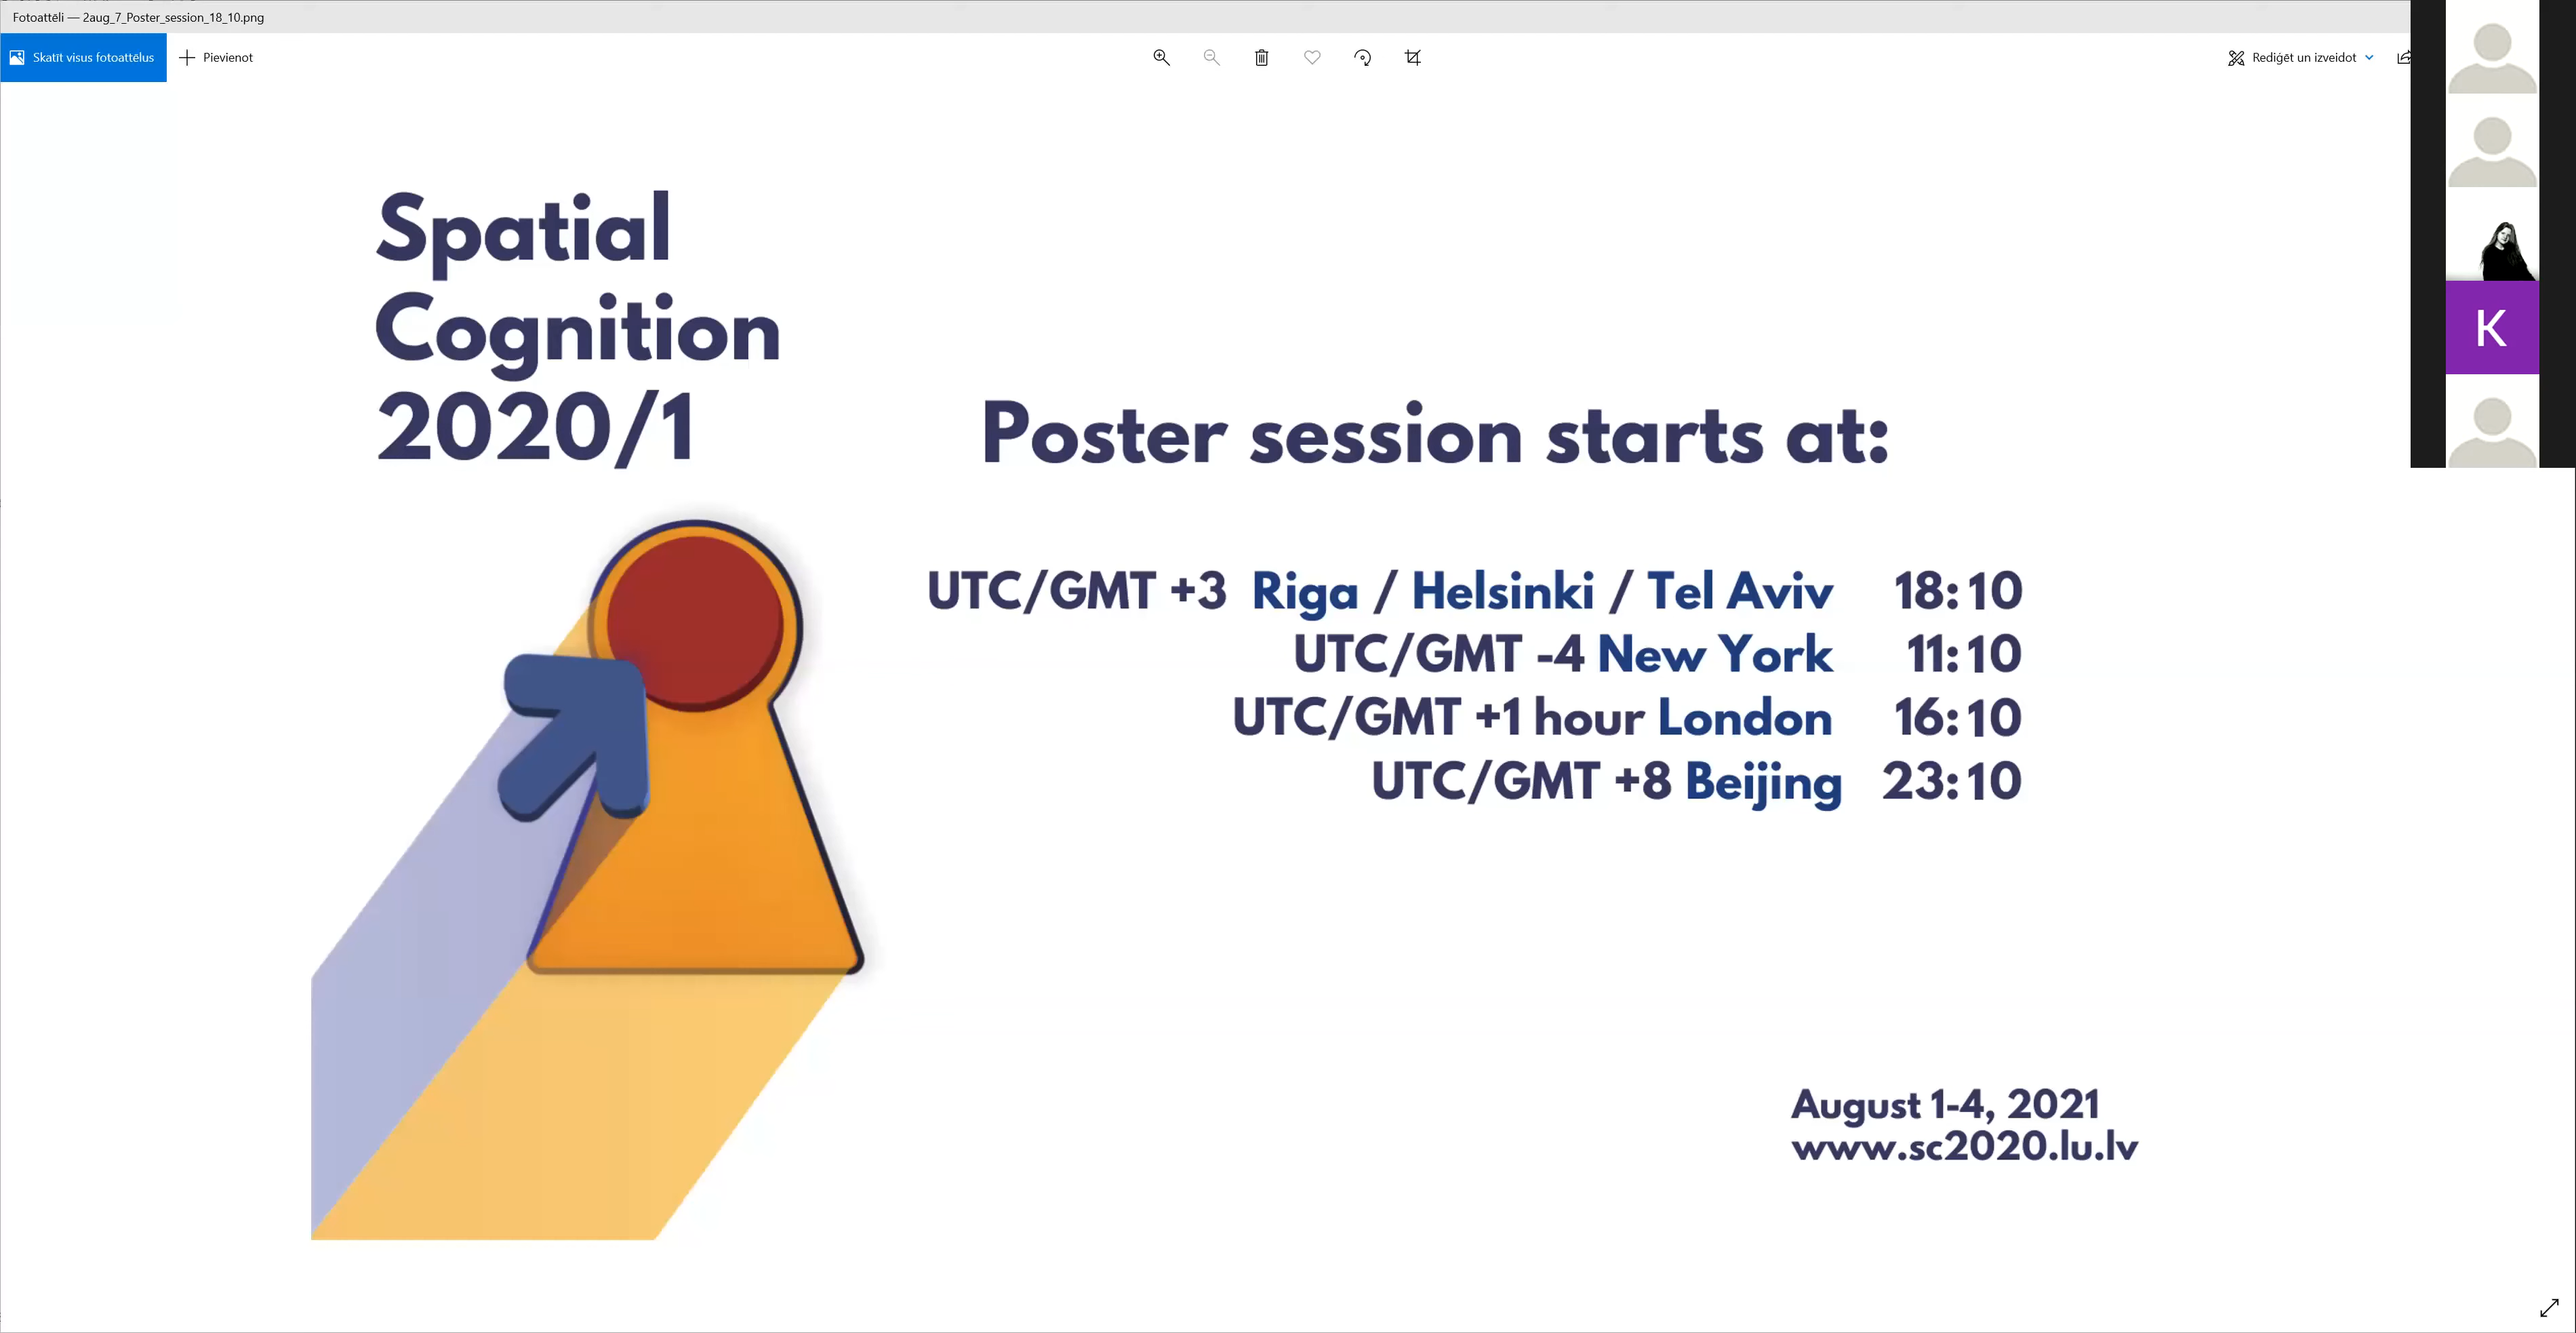 Fotoattēli — 2aug_7_Poster_session_18_10.png
Skatīt visus fotoattēlus
Pievienot
Rediģēt un izveidot
Spatial
Cognition
2020/1
Poster session starts at:
UTC/GMT +3 Riga / Helsinki / Tel Aviv 18:10
UTC/GMT -4 New York 11:10
UTC/GMT +1 hour London 16:10
UTC/GMT +8 Beijing 23:10
August 1-4, 2021
www.sc2020.lu.lv
K